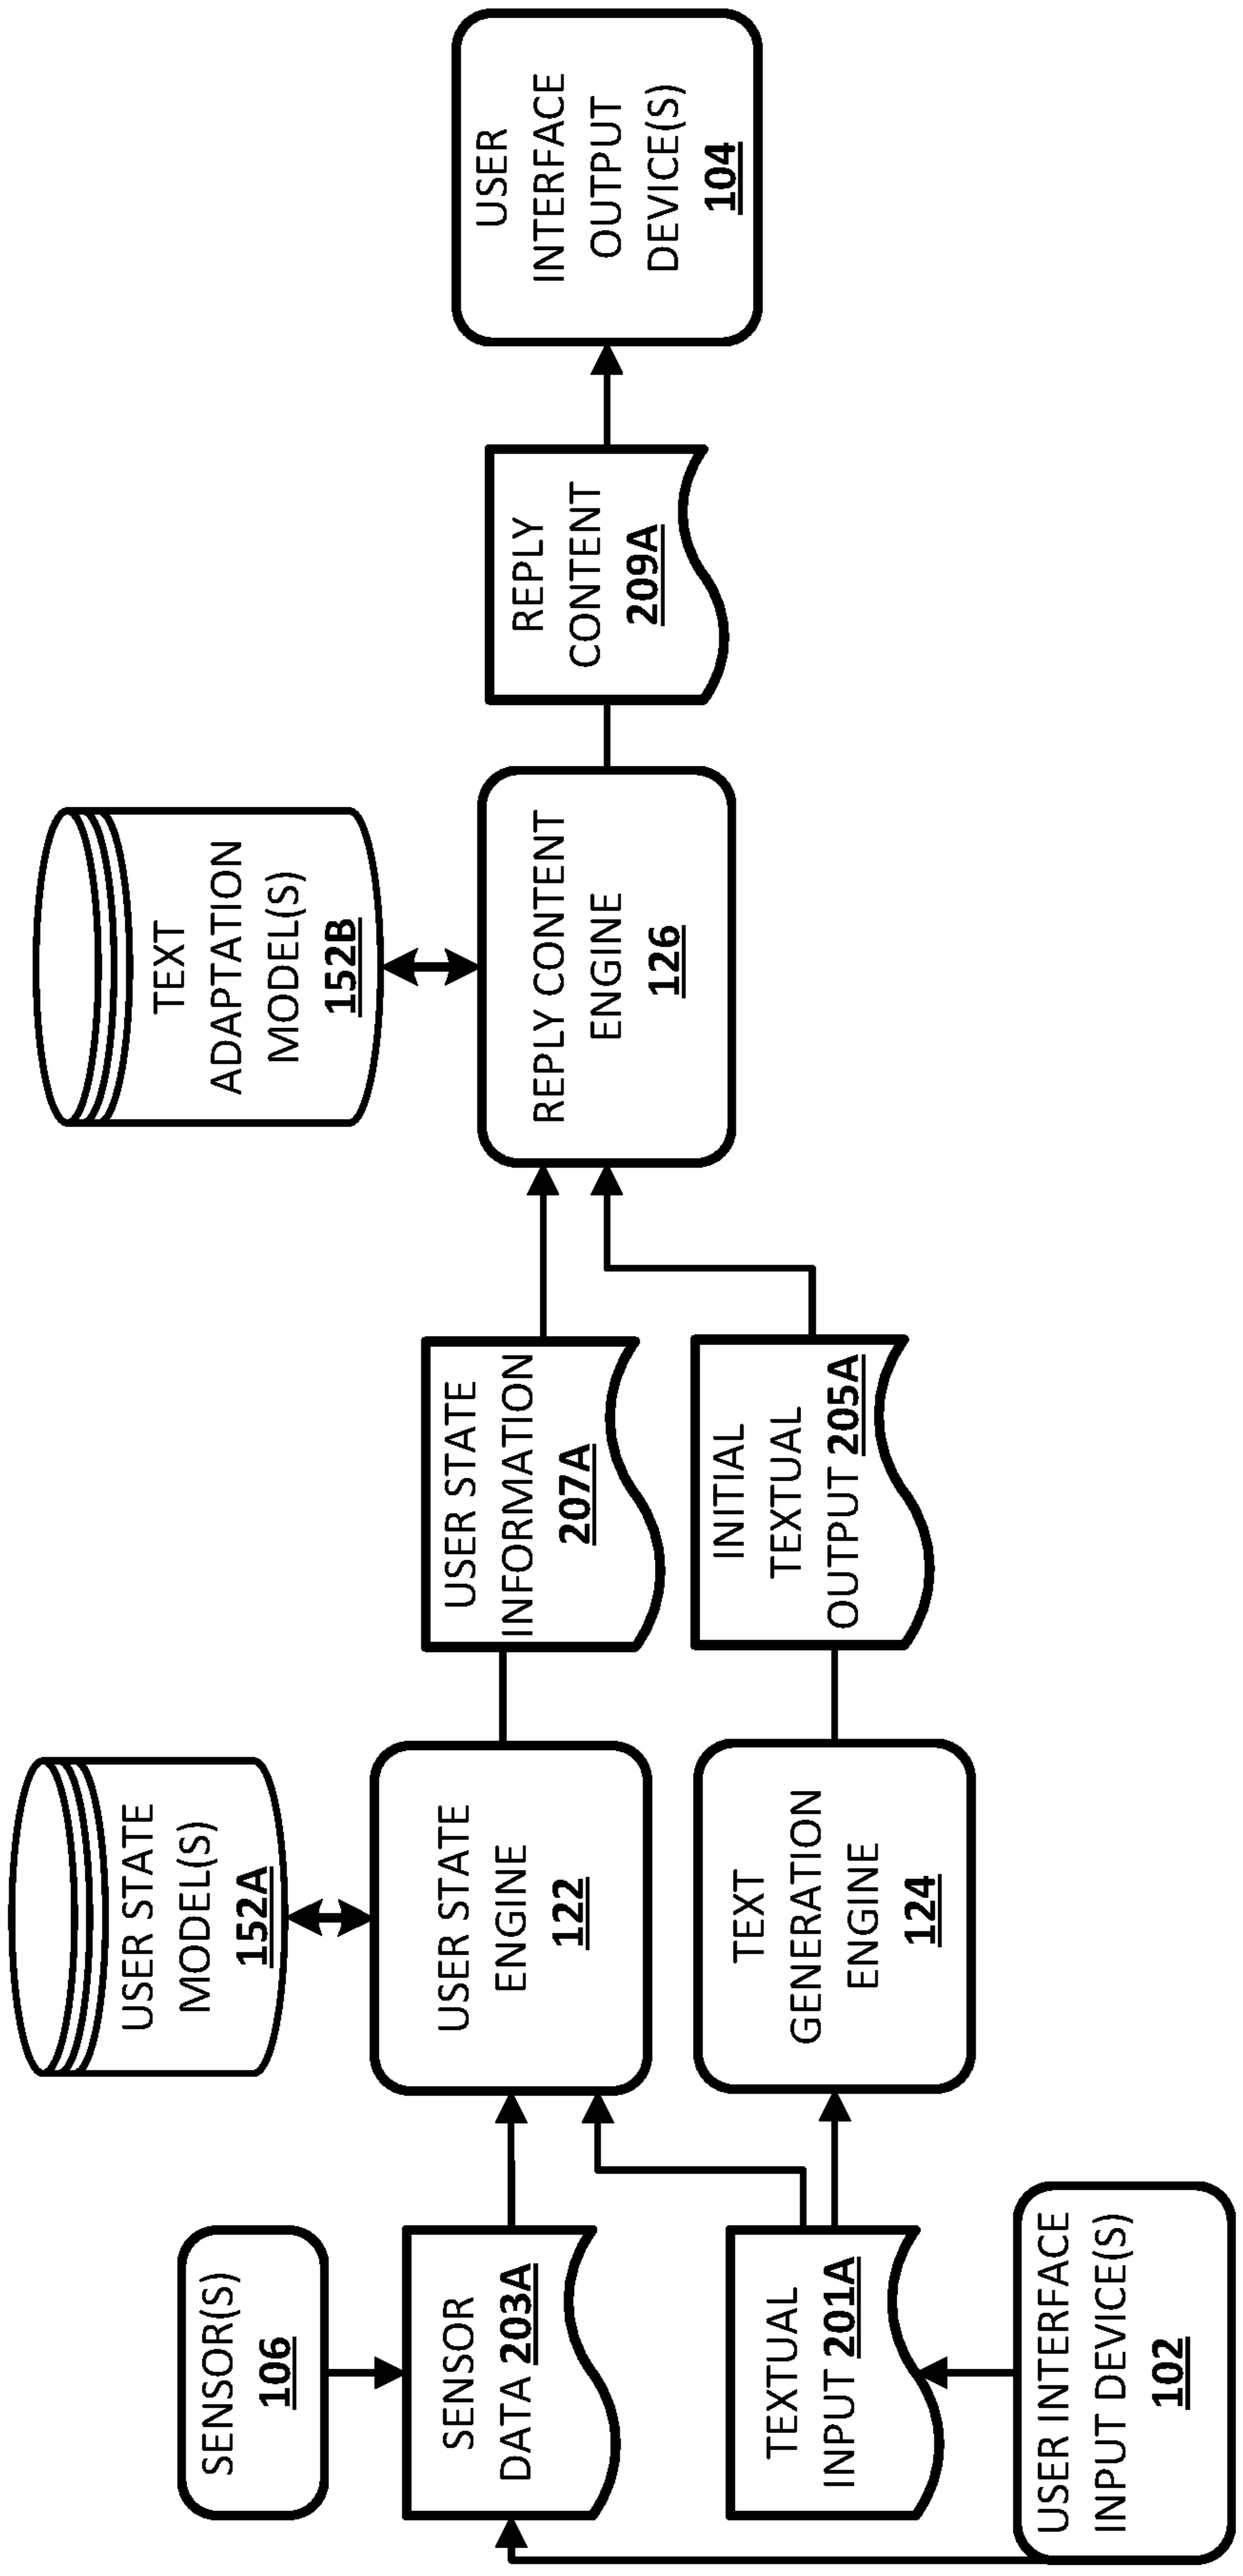 SENSOR(S)
106
SENSOR
DATA 203A
TEXTUAL
INPUT 201A
USER INTERFACE
INPUT DEVICE(S)
102
USER STATE
MODEL(S)
152A
USER STATE
ENGINE
122
TEXT
GENERATION
ENGINE
124
USER STATE
INFORMATION
207A
INITIAL
TEXTUAL
OUTPUT 205A
TEXT
ADAPTATION
MODEL(S)
152B
REPLY CONTENT
ENGINE
126
REPLY
CONTENT
209A
USER
INTERFACE
OUTPUT
DEVICE(S)
104